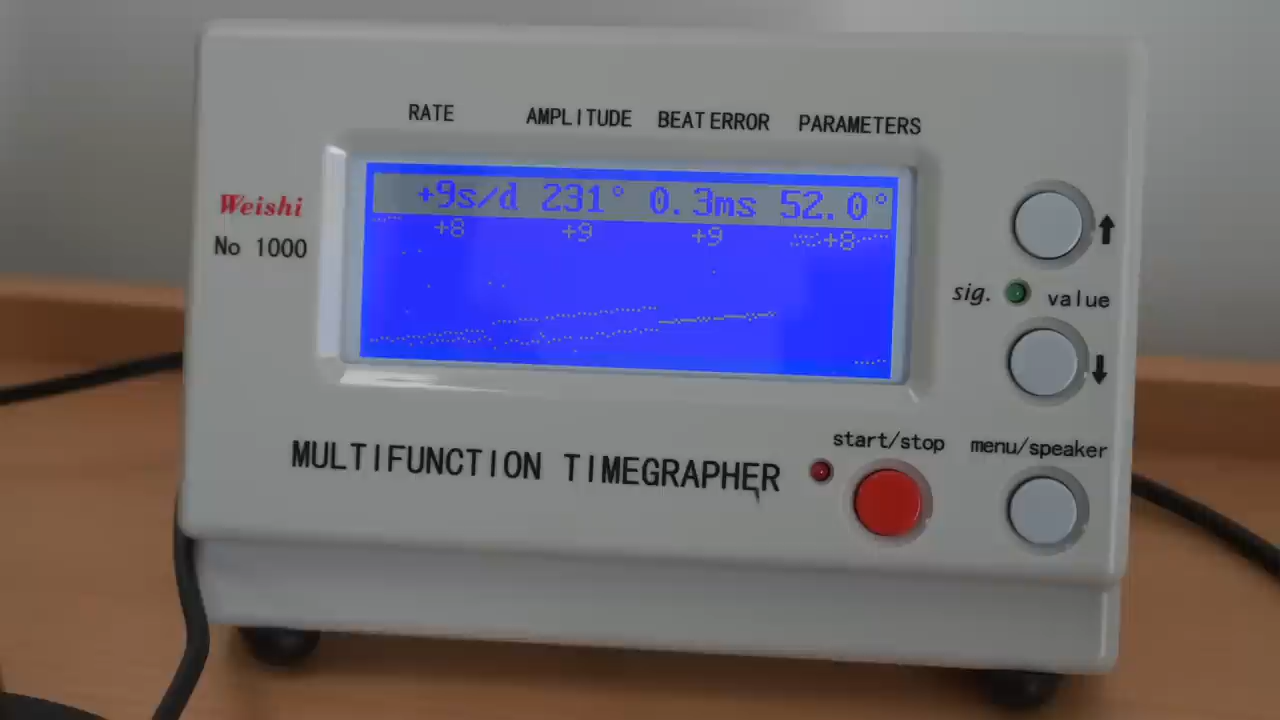 RATE AMPLITUDE BEAT ERROR PARAMETERS
+9s/d 231° 0.3ms 52.0°
+8 +9 +9 +8
Weishi
No 1000
sig. value
start/stop menu/speaker
MULTIFUNCTION TIMEGRAPHER